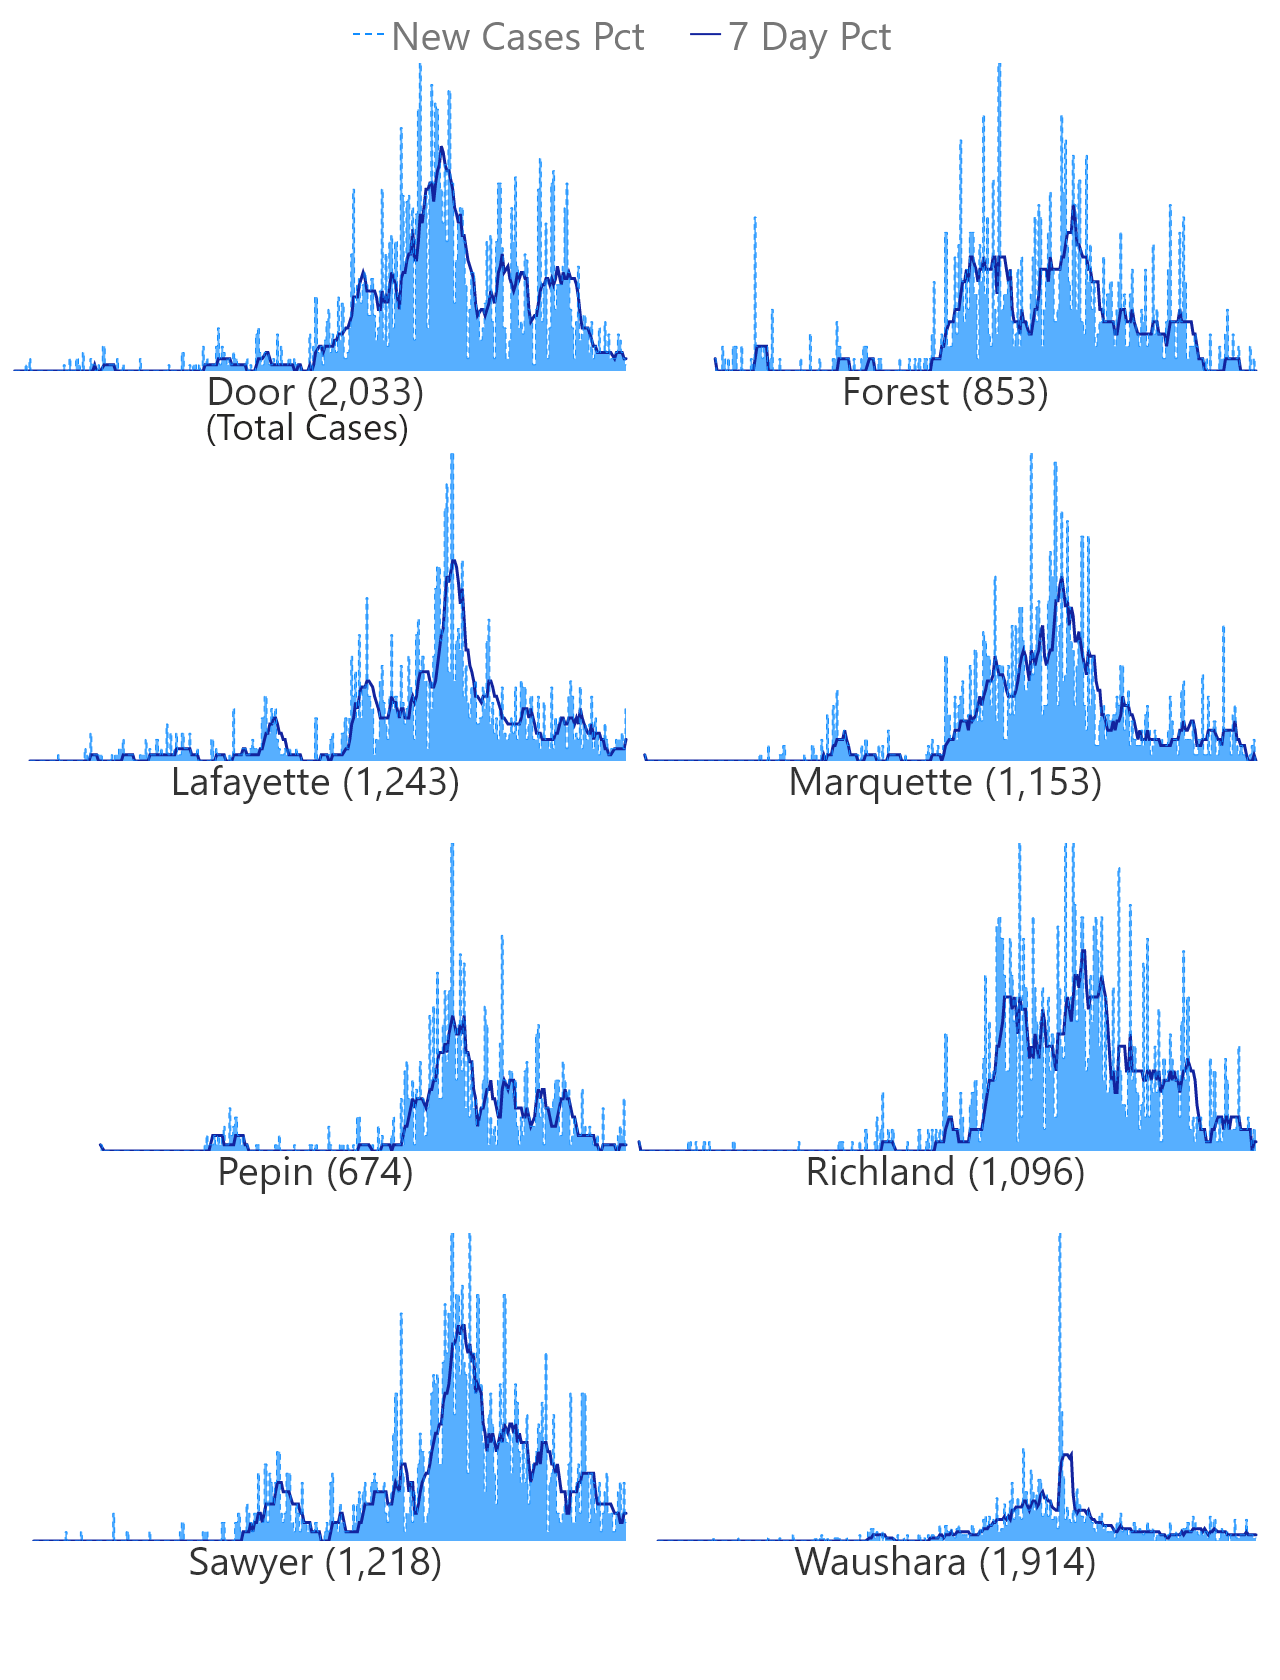 New Cases Pct 7 Day Pct
Door (2,033) Forest (853)
(Total Cases)
Lafayette (1,243) Marquette (1,153)
Pepin (674) Richland (1,096)
Sawyer (1,218) Waushara (1,914)